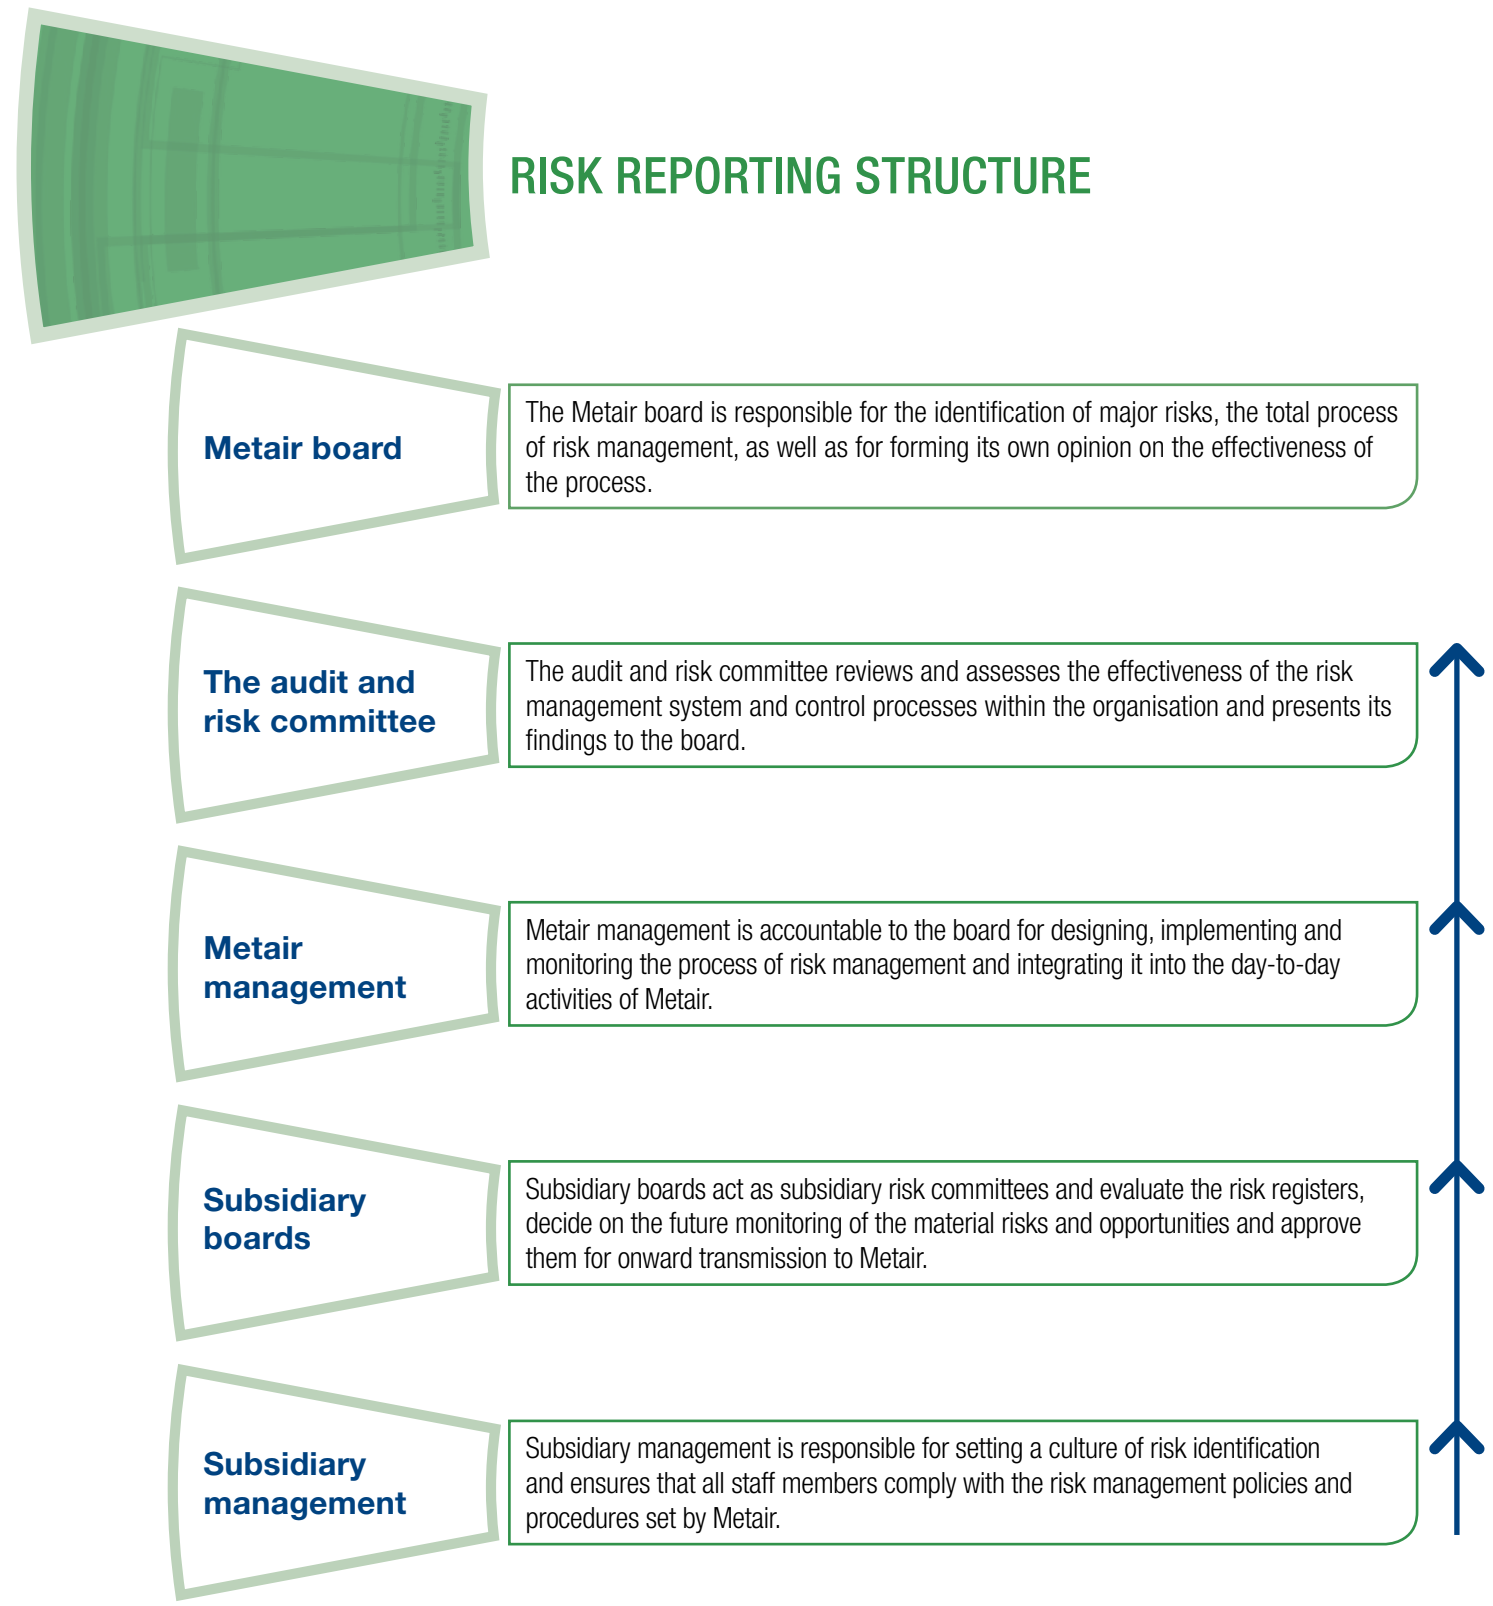 RISK REPORTING STRUCTURE
Metair board
The Metair board is responsible for the identification of major risks, the total process
of risk management, as well as for forming its own opinion on the effectiveness of
the process.
The audit and
risk committee
The audit and risk committee reviews and assesses the effectiveness of the risk
management system and control processes within the organisation and presents its
findings to the board.
Metair
management
Metair management is accountable to the board for designing, implementing and
monitoring the process of risk management and integrating it into the day-to-day
activities of Metair.
Subsidiary
boards
Subsidiary boards act as subsidiary risk committees and evaluate the risk registers,
decide on the future monitoring of the material risks and opportunities and approve
them for onward transmission to Metair.
Subsidiary
management
Subsidiary management is responsible for setting a culture of risk identification
and ensures that all staff members comply with the risk management policies and
procedures set by Metair.